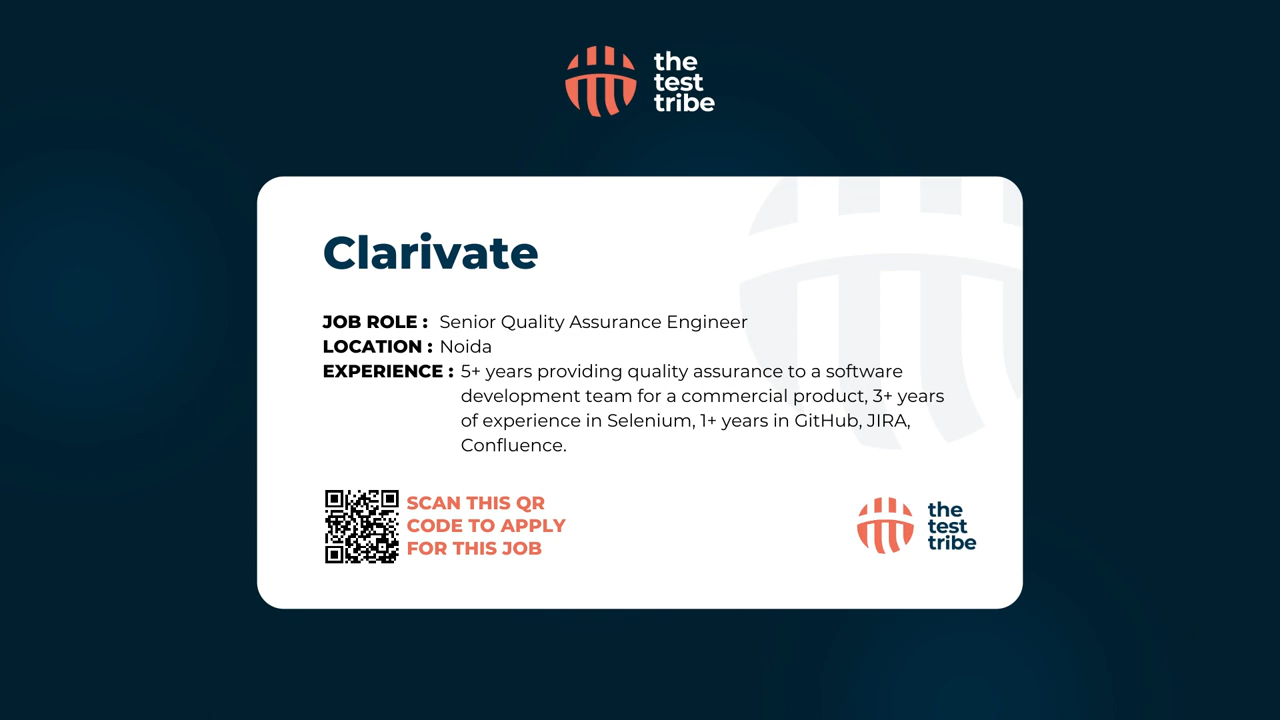 the
test
tribe
Clarivate
JOB ROLE : Senior Quality Assurance Engineer
LOCATION : Noida
EXPERIENCE : 5+ years providing quality assurance to a software
development team for a commercial product, 3+ years
of experience in Selenium, 1+ years in GitHub, JIRA,
Confluence.
SCAN THIS QR
CODE TO APPLY
FOR THIS JOB
the
test
tribe